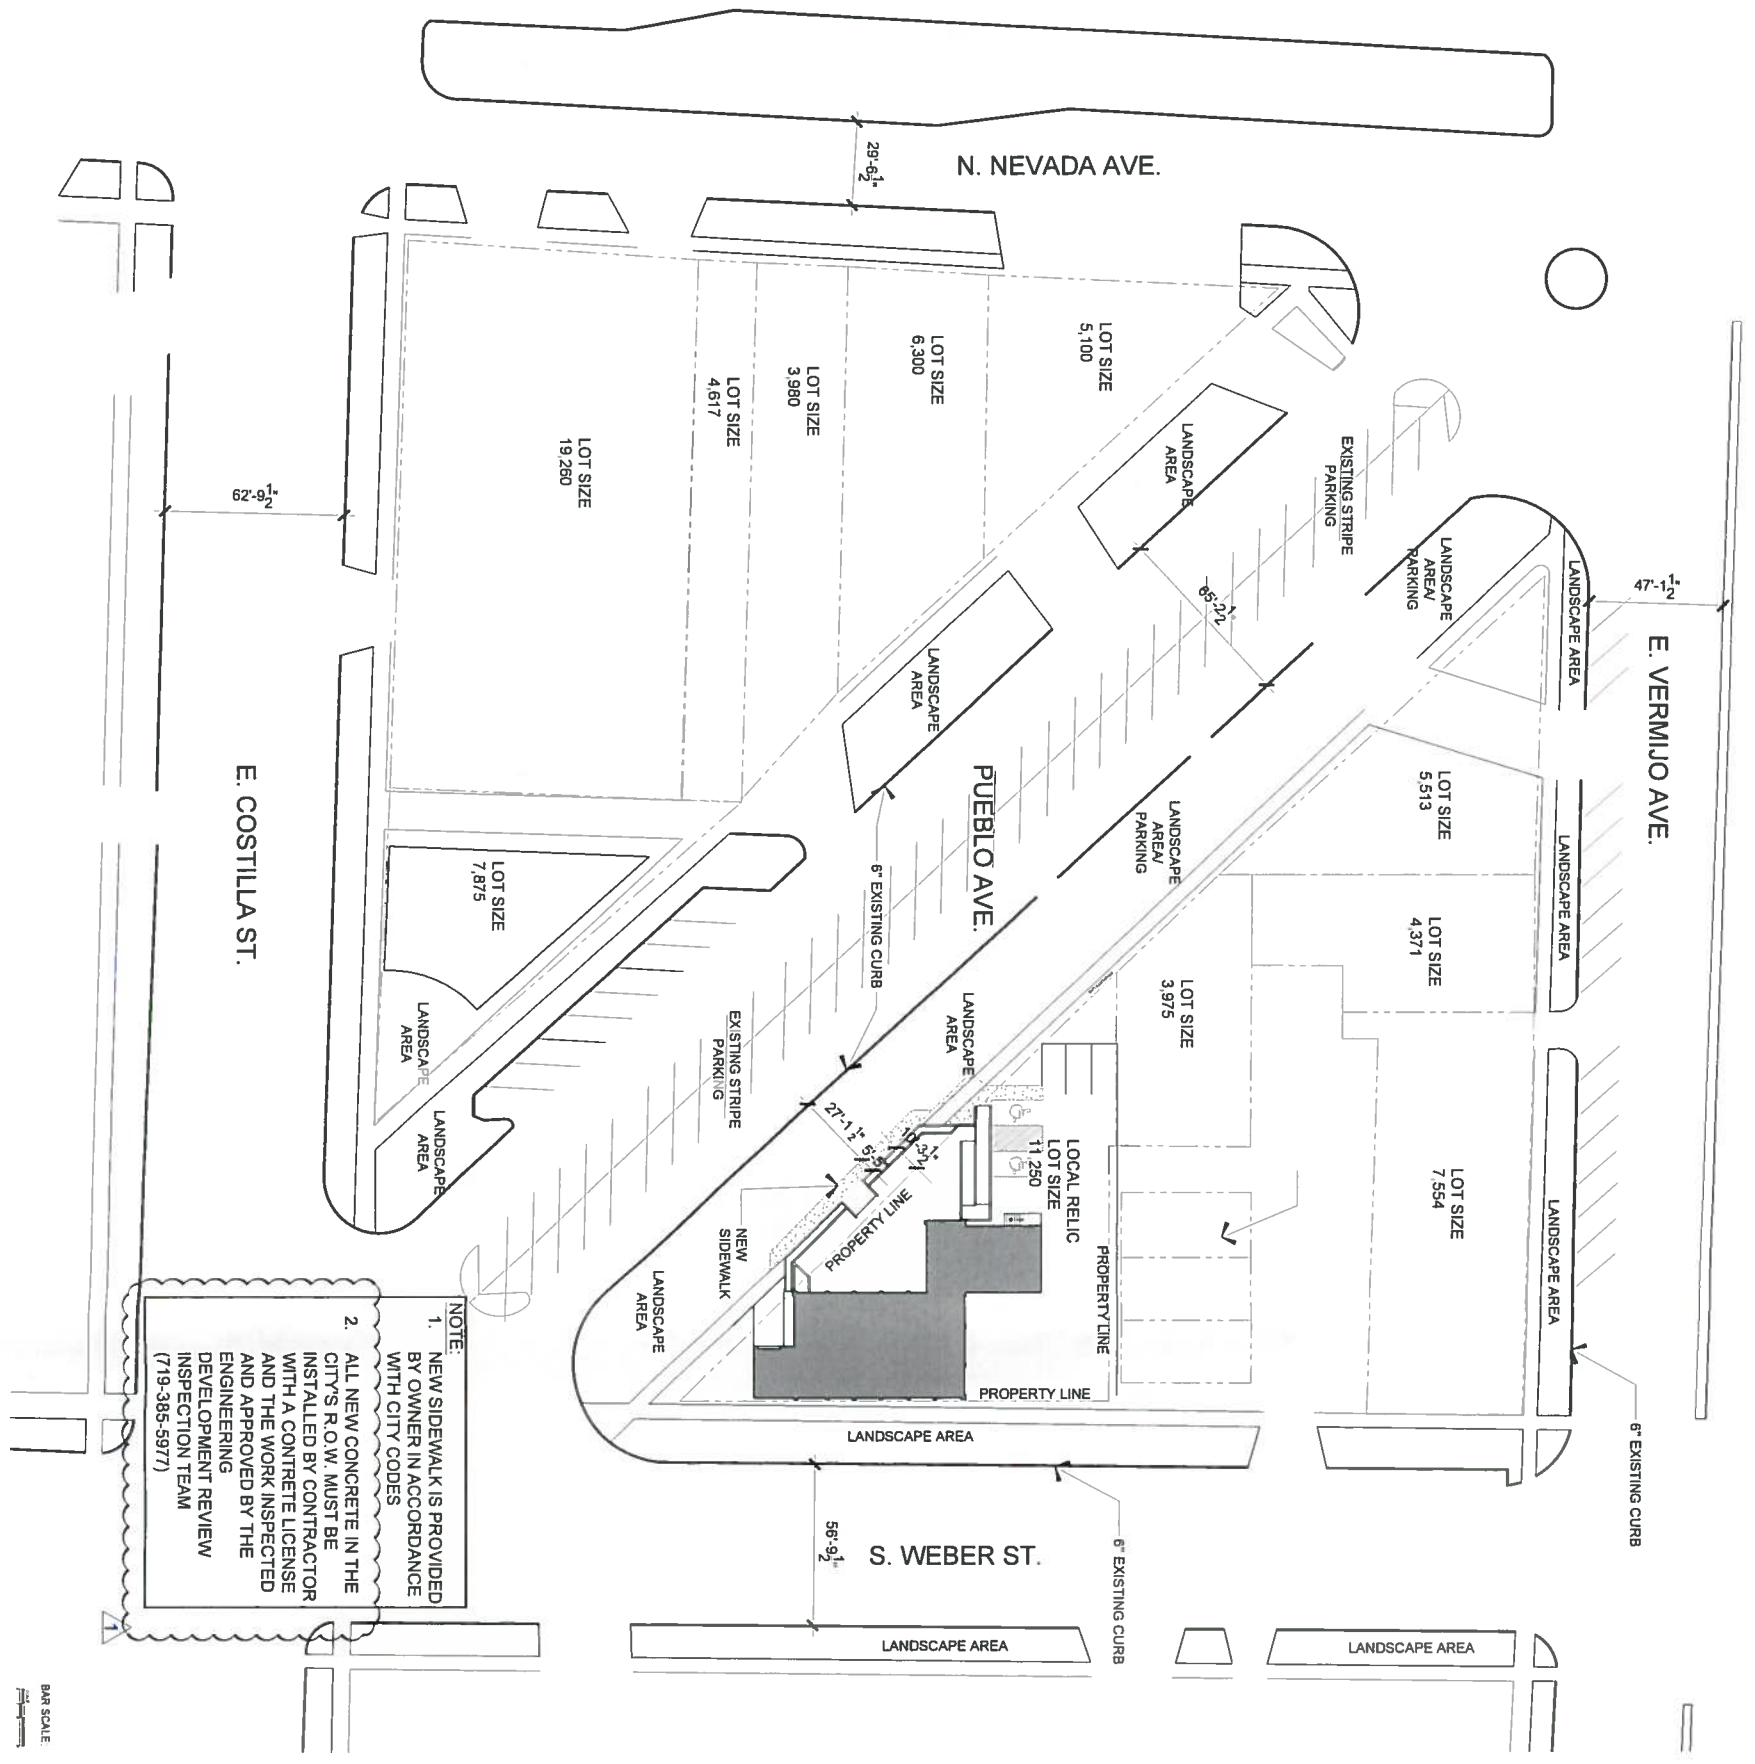 N. NEVADA AVE.
29'-6 1/2"
LOT SIZE
5,100
LOT SIZE
6,300
LOT SIZE
3,980
LOT SIZE
4,617
LOT SIZE
19,260
LANDSCAPE
AREA
EXISTING STRIPE
PARKING
LANDSCAPE
AREA/
PARKING
LANDSCAPE AREA
47'-1 1/2"
E. VERMIJO AVE.
62'-9 1/2"
65'-2 1/2"
LANDSCAPE
AREA
PUEBLO AVE.
LANDSCAPE
AREA/
PARKING
LOT SIZE
5,513
LANDSCAPE AREA
E. COSTILLA ST.
LOT SIZE
7,875
6" EXISTING CURB
LOT SIZE
4,371
LOT SIZE
3,975
LANDSCAPE
AREA
LANDSCAPE
AREA
EXISTING STRIPE
PARKING
LANDSCAPE
AREA
27'-1 1/2"
5'-5"
10'-3 1/2"
LOCAL RELIC
LOT SIZE
11,250
LOT SIZE
7,554
LANDSCAPE AREA
PROPERTY LINE
PROPERTY LINE
NEW
SIDEWALK
LANDSCAPE
AREA
PROPERTY LINE
LANDSCAPE AREA
6" EXISTING CURB
NOTE:
1. NEW SIDEWALK IS PROVIDED
BY OWNER IN ACCORDANCE
WITH CITY CODES
2. ALL NEW CONCRETE IN THE
CITY'S R.O.W. MUST BE
INSTALLED BY CONTRACTOR
WITH A CONTRETE LICENSE
AND THE WORK INSPECTED
AND APPROVED BY THE
ENGINEERING
DEVELOPMENT REVIEW
INSPECTION TEAM
(719-385-5977)
1
56'-9 1/2"
S. WEBER ST.
6" EXISTING CURB
LANDSCAPE AREA
LANDSCAPE AREA
BAR SCALE: